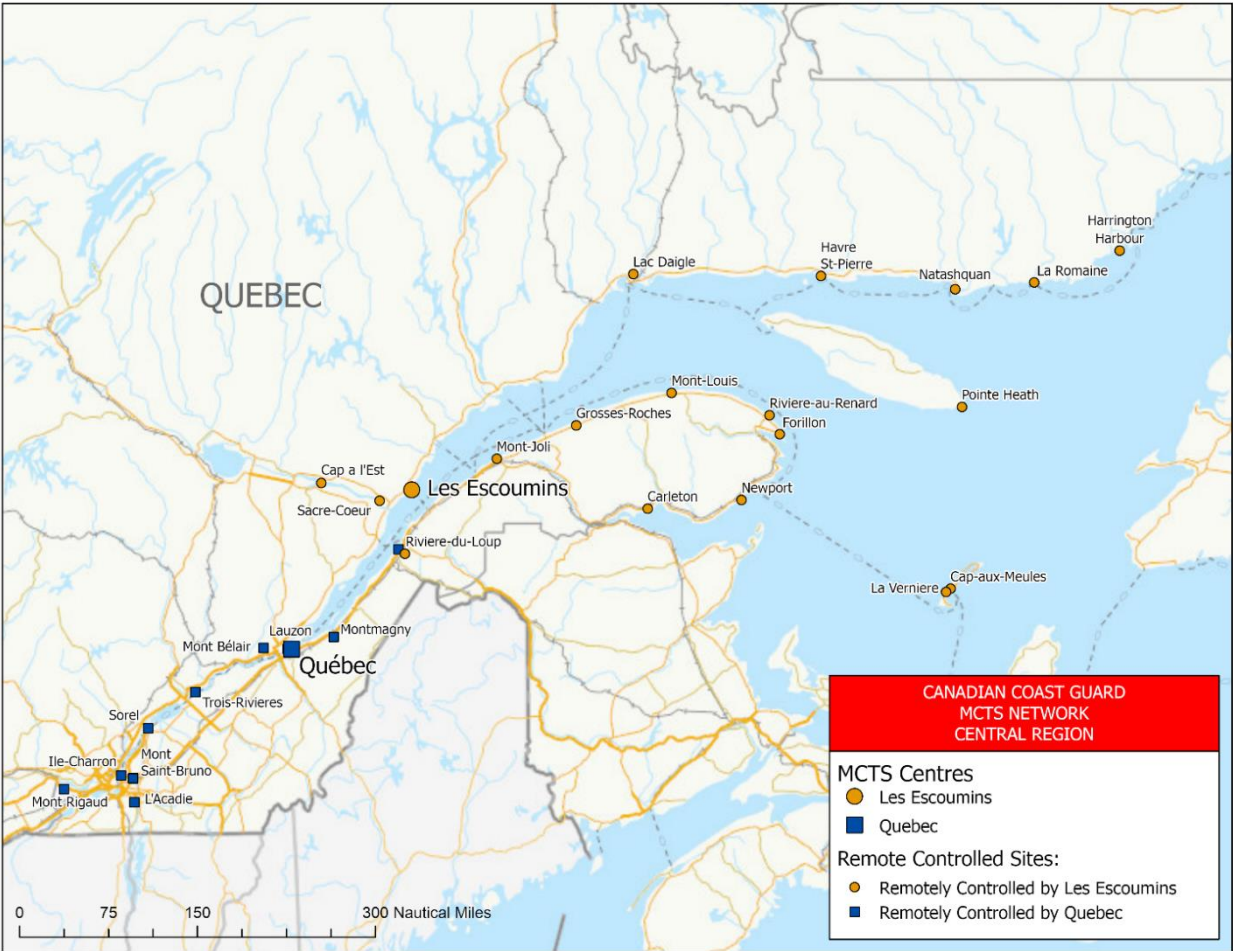 Harrington
Harbour
Lac Daigle
Havre
St-Pierre
Natashquan
La Romaine
QUEBEC
Mont-Louis
Pointe Heath
Riviere-au-Renard
Grosses-Roches
Forillon
Mont-Joli
Cap a l'Est
Les Escoumins
Sacre-Coeur
Carleton
Newport
Riviere-du-Loup
Cap-aux-Meules
La Verniere
Lauzon
Montmagny
Mont Bélair
Québec
Trois-Rivieres
Sorel
Ile-Charron
Mont
Saint-Bruno
Mont Rigaud
L'Acadie
CANADIAN COAST GUARD
MCTS NETWORK
CENTRAL REGION
MCTS Centres
Les Escoumins
Quebec
Remote Controlled Sites:
Remotely Controlled by Les Escoumins
Remotely Controlled by Quebec
0 75 150 300 Nautical Miles